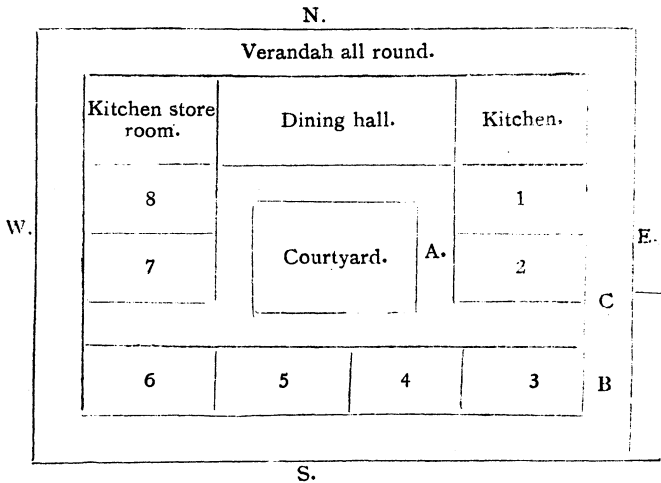 N.
Verandah all round.
Kitchen store
room.
Dining hall.
Kitchen.
8
1
W.
Courtyard.
A.
E.
7
2
C
6
5
4
3
B
S.